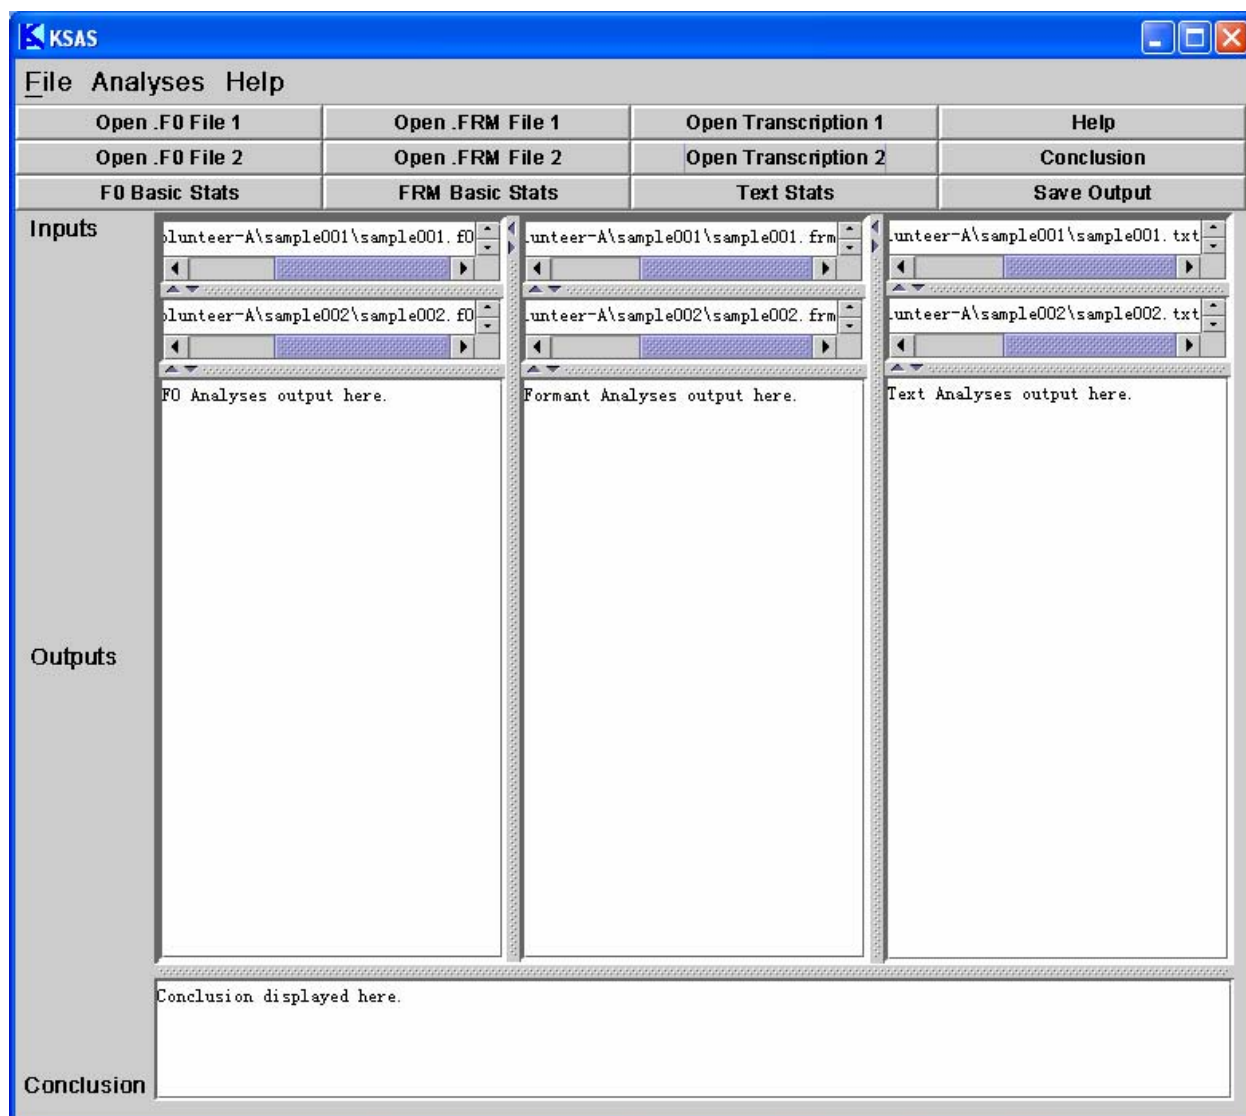 KSAS
File Analyses Help
Open .F0 File 1 Open .FRM File 1 Open Transcription 1 Help
Open .F0 File 2 Open .FRM File 2 Open Transcription 2 Conclusion
F0 Basic Stats FRM Basic Stats Text Stats Save Output
Inputs
olunteer-A\sample001\sample001.f0 .unteer-A\sample001\sample001.frm .unteer-A\sample001\sample001.txt
olunteer-A\sample002\sample002.f0 .unteer-A\sample002\sample002.frm .unteer-A\sample002\sample002.txt
F0 Analyses output here. Formant Analyses output here. Text Analyses output here.
Outputs
Conclusion displayed here.
Conclusion